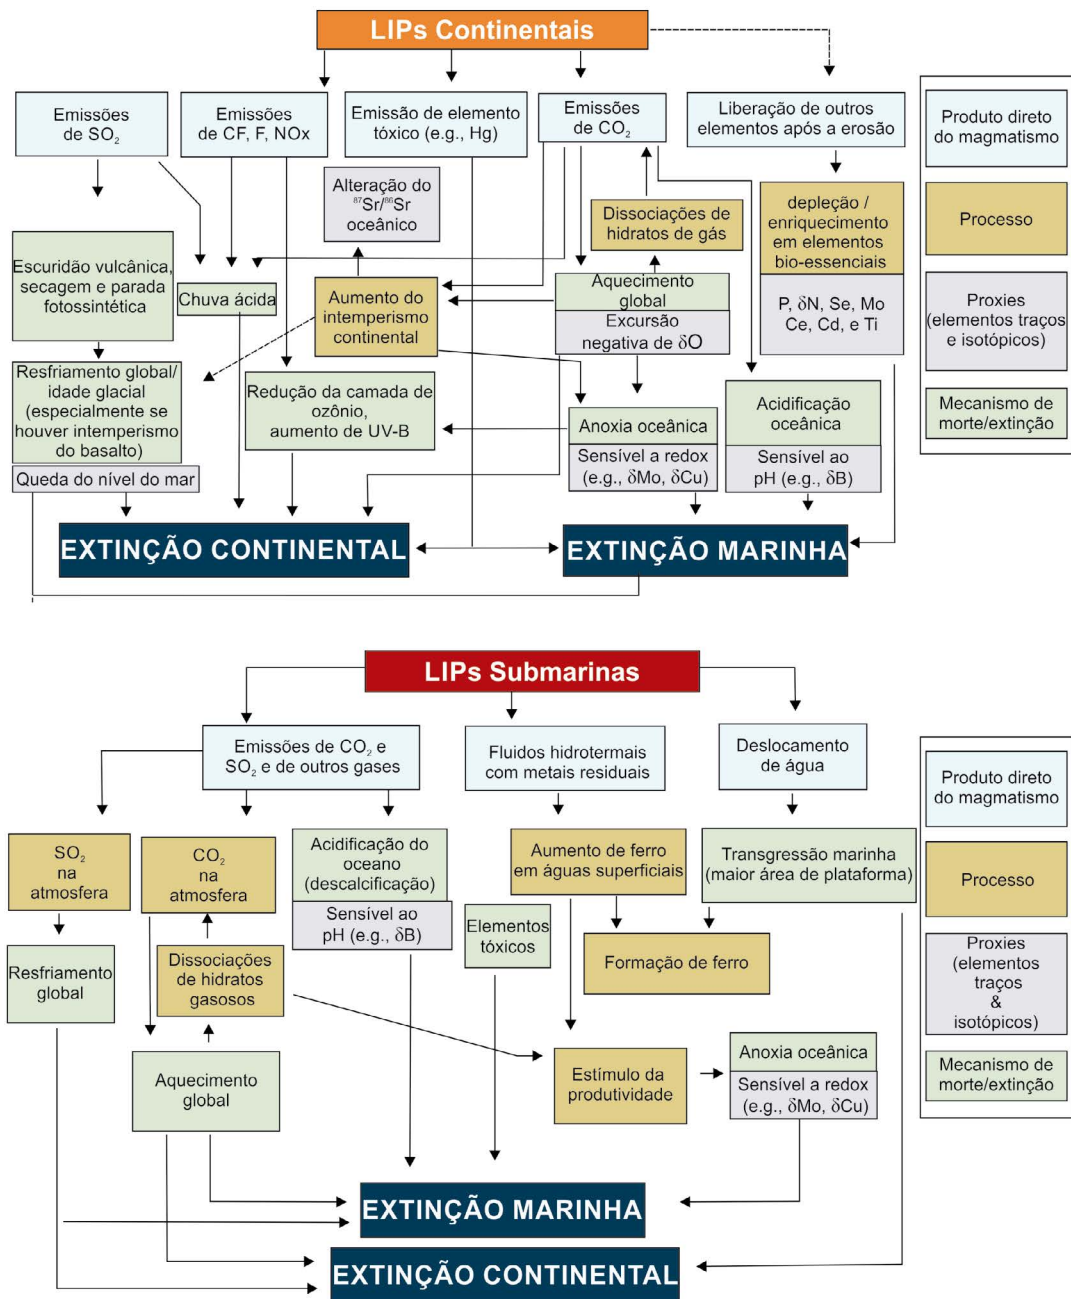 LIPs Continentais
Emissões
de SO₂
Emissões
de CF, F, NOx
Emissão de elemento
tóxico (e.g., Hg)
Emissões
de CO₂
Liberação de outros
elementos após a erosão
Produto direto
do magmatismo
Alteração do
⁸⁷Sr/⁸⁶Sr
oceânico
Dissociações de
hidratos de gás
depleção /
enriquecimento
em elementos
bio-essenciais
Processo
Escuridão vulcânica,
secagem e parada
fotossintética
Chuva ácida
Aumento do
intemperismo
continental
Aquecimento
global
Excursão
negativa de δO
P, δN, Se, Mo
Ce, Cd, e Ti
Proxies
(elementos traços
e isotópicos)
Resfriamento global/
idade glacial
(especialmente se
houver intemperismo
do basalto)
Queda do nível do mar
Redução da camada de
ozônio,
aumento de UV-B
Anoxia oceânica
Sensível a redox
(e.g., δMo, δCu)
Acidificação
oceânica
Sensível ao
pH (e.g., δB)
Mecanismo de
morte/extinção
EXTINÇÃO CONTINENTAL
EXTINÇÃO MARINHA
LIPs Submarinas
Emissões de CO₂ e
SO₂ e de outros gases
Fluidos hidrotermais
com metais residuais
Deslocamento
de água
Produto direto
do magmatismo
SO₂
na
atmosfera
CO₂
na
atmosfera
Acidificação do
oceano
(descalcificação)
Sensível ao
pH (e.g., δB)
Aumento de ferro
em águas superficiais
Transgressão marinha
(maior área de plataforma)
Processo
Resfriamento
global
Dissociações
de hidratos
gasosos
Elementos
tóxicos
Formação de ferro
Proxies
(elementos
traços
&
isotópicos)
Aquecimento
global
Estímulo da
produtividade
Anoxia oceânica
Sensível a redox
(e.g., δMo, δCu)
Mecanismo de
morte/extinção
EXTINÇÃO MARINHA
EXTINÇÃO CONTINENTAL